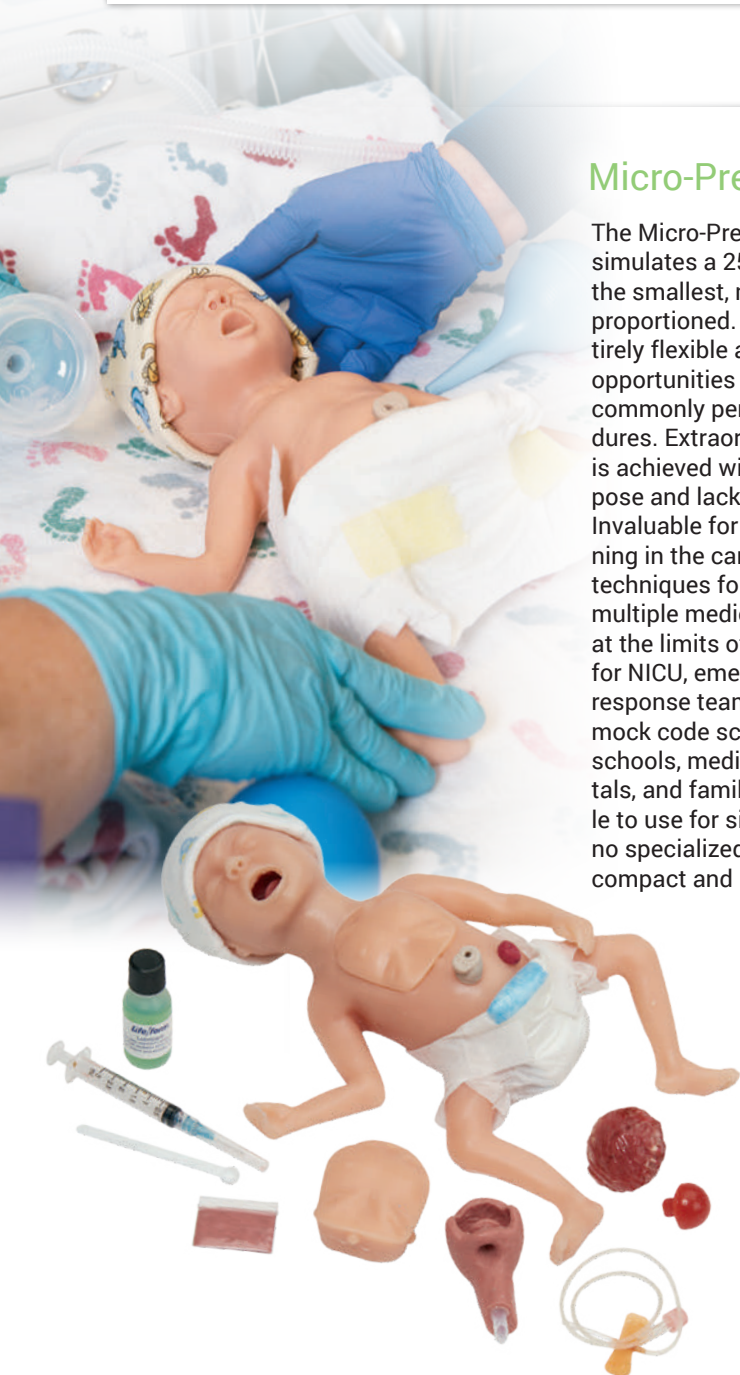 Micro-Pre
The Micro-Pre
simulates a 25
the smallest, r
proportioned.
tirely flexible a
opportunities
commonly per
dures. Extraor
is achieved wi
pose and lack
Invaluable for
ning in the car
techniques fo
multiple medic
at the limits o
for NICU, eme
response tean
mock code sc
schools, medi
tals, and famil
le to use for si
no specialized
compact and
Life/form